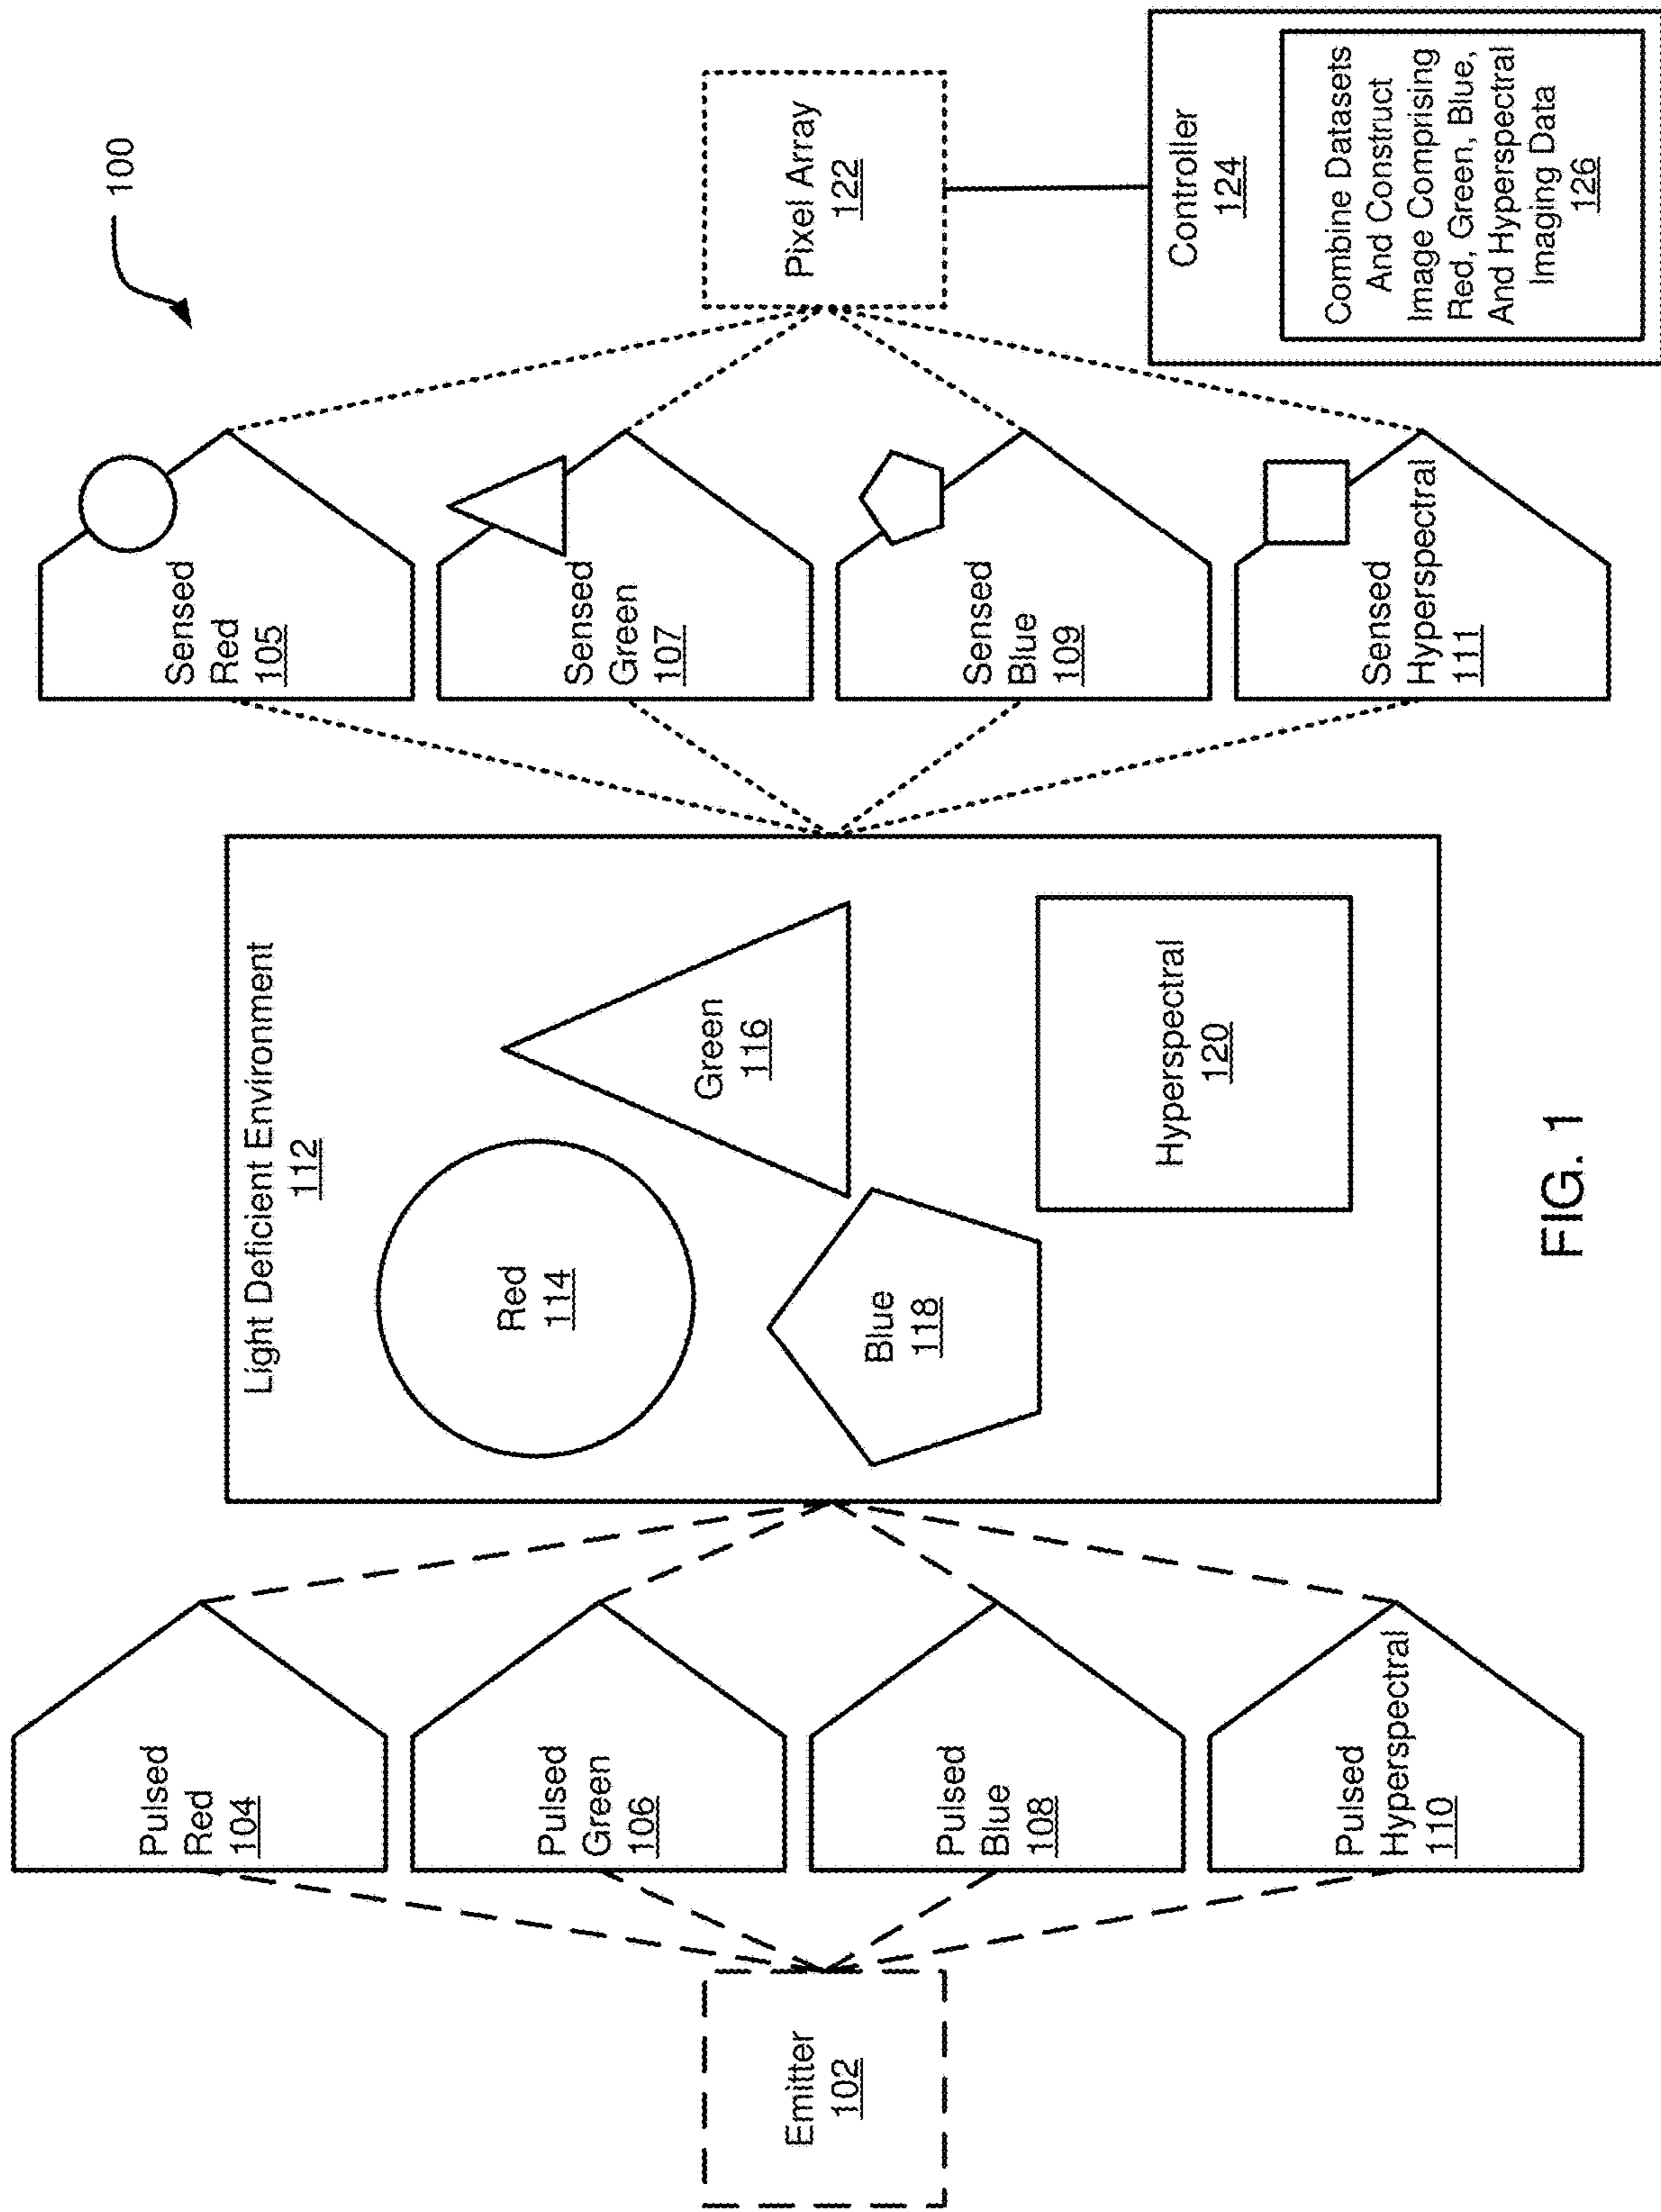 100
Emitter
102
Pulsed
Red
104
Pulsed
Green
106
Pulsed
Blue
108
Pulsed
Hyperspectral
110
Light Deficient Environment
112
Red
114
Green
116
Blue
118
Hyperspectral
120
Sensed
Red
105
Sensed
Green
107
Sensed
Blue
109
Sensed
Hyperspectral
111
Pixel Array
122
Controller
124
Combine Datasets
And Construct
Image Comprising
Red, Green, Blue,
And Hyperspectral
Imaging Data
126
FIG. 1